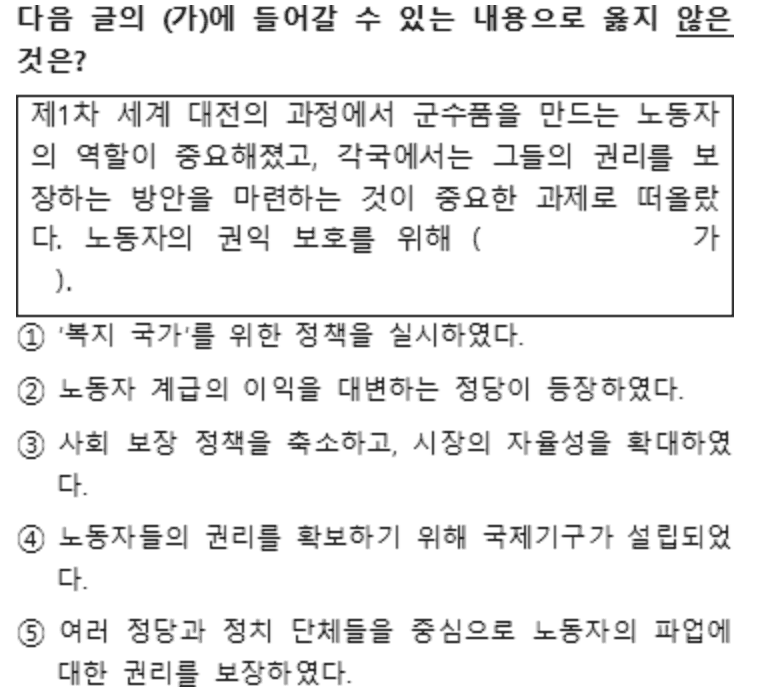 다음 글의 (가)에 들어갈 수 있는 내용으로 옳지 않은
것은?
제1차 세계 대전의 과정에서 군수품을 만드는 노동자
의 역할이 중요해졌고, 각국에서는 그들의 권리를 보
장하는 방안을 마련하는 것이 중요한 과제로 떠올랐
다. 노동자의 권익 보호를 위해 ( 가
).
① '복지 국가'를 위한 정책을 실시하였다.
② 노동자 계급의 이익을 대변하는 정당이 등장하였다.
③ 사회 보장 정책을 축소하고, 시장의 자율성을 확대하였
다.
④ 노동자들의 권리를 확보하기 위해 국제기구가 설립되었
다.
⑤ 여러 정당과 정치 단체들을 중심으로 노동자의 파업에
대한 권리를 보장하였다.